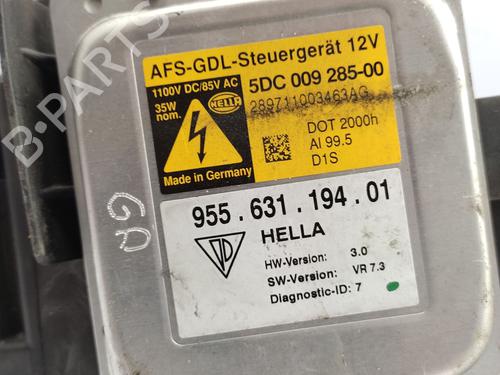 AFS-GDL-Steuergerät 12V
1100V DC/85V AC
35W
nom.
HELLA
5DC 009 285-00
289711003463AG
DOT 2000h
AI 99.5
D1S
Made in Germany
955.631.194.01
HELLA
HW-Version: 3.0
SW-Version: VR 7.3
Diagnostic-ID: 7
B-PARTS